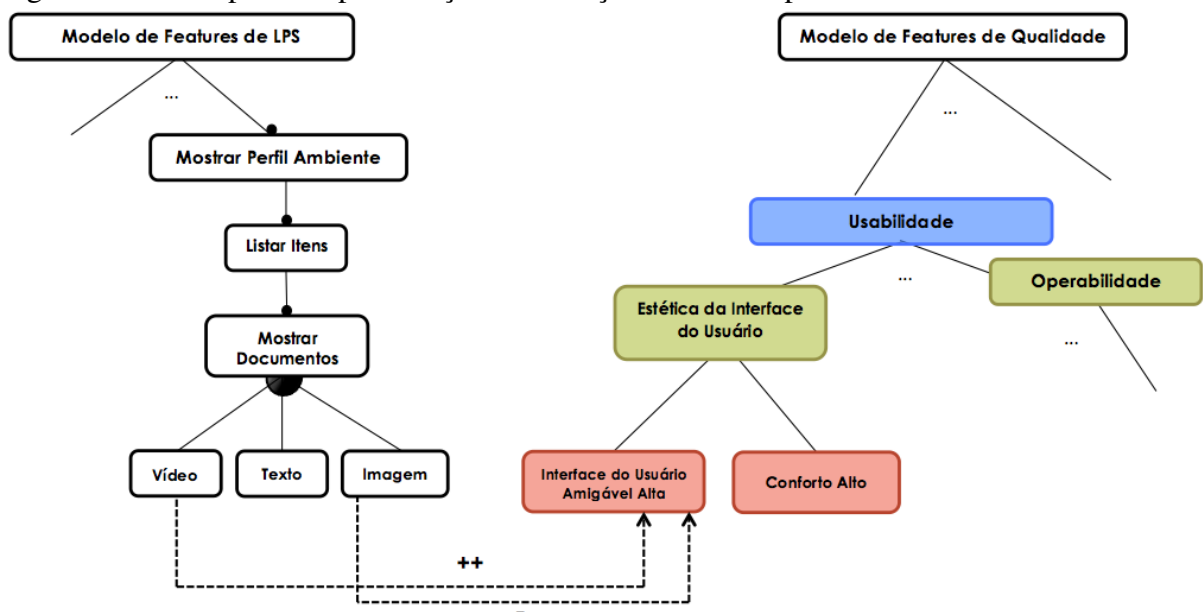 Modelo de Features de LPS
Modelo de Features de Qualidade
...
...
Mostrar Perfil Ambiente
Usabilidade
Listar Itens
...
Operabilidade
Estética da Interface
do Usuário
Mostrar
Documentos
...
Vídeo
Texto
Imagem
Interface do Usuário
Amigável Alta
Conforto Alto
++